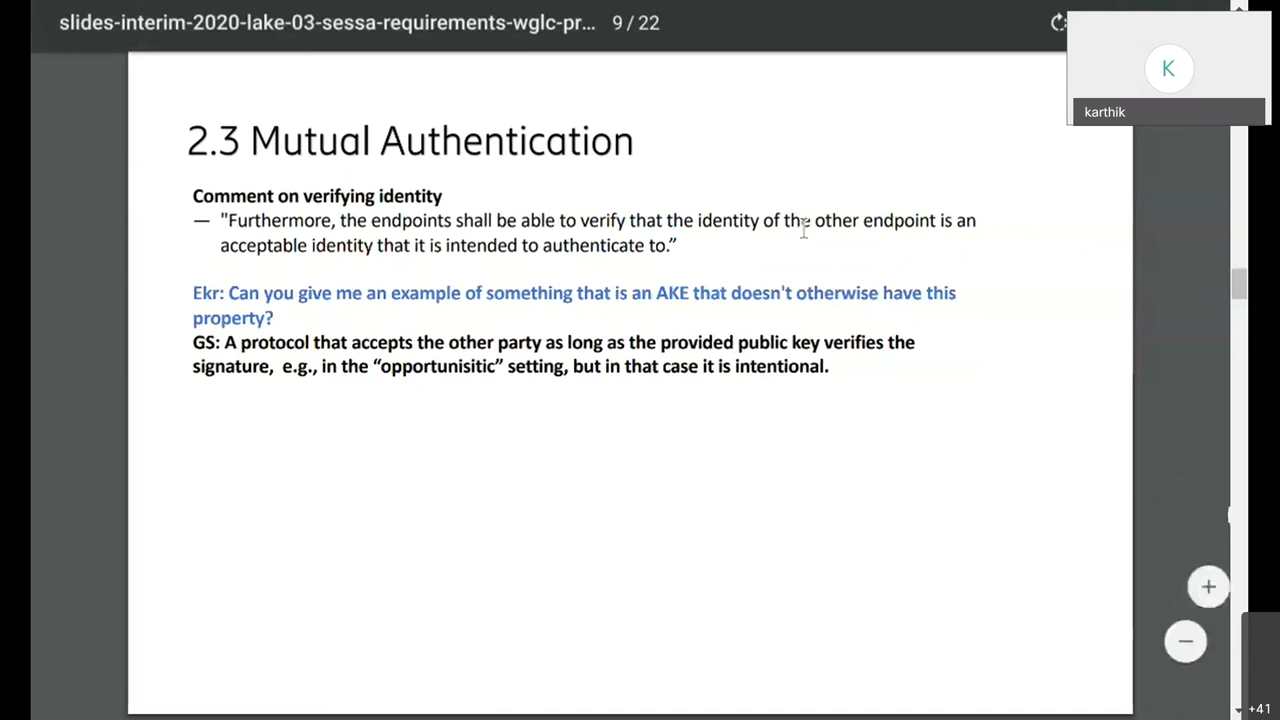 slides-interim-2020-lake-03-sessa-requirements-wglc-pr... 9 / 22
K
karthik
2.3 Mutual Authentication
Comment on verifying identity
— "Furthermore, the endpoints shall be able to verify that the identity of the other endpoint is an
acceptable identity that it is intended to authenticate to.”
Ekr: Can you give me an example of something that is an AKE that doesn't otherwise have this
property?
GS: A protocol that accepts the other party as long as the provided public key verifies the
signature, e.g., in the “opportunisitic” setting, but in that case it is intentional.
+
−
+41